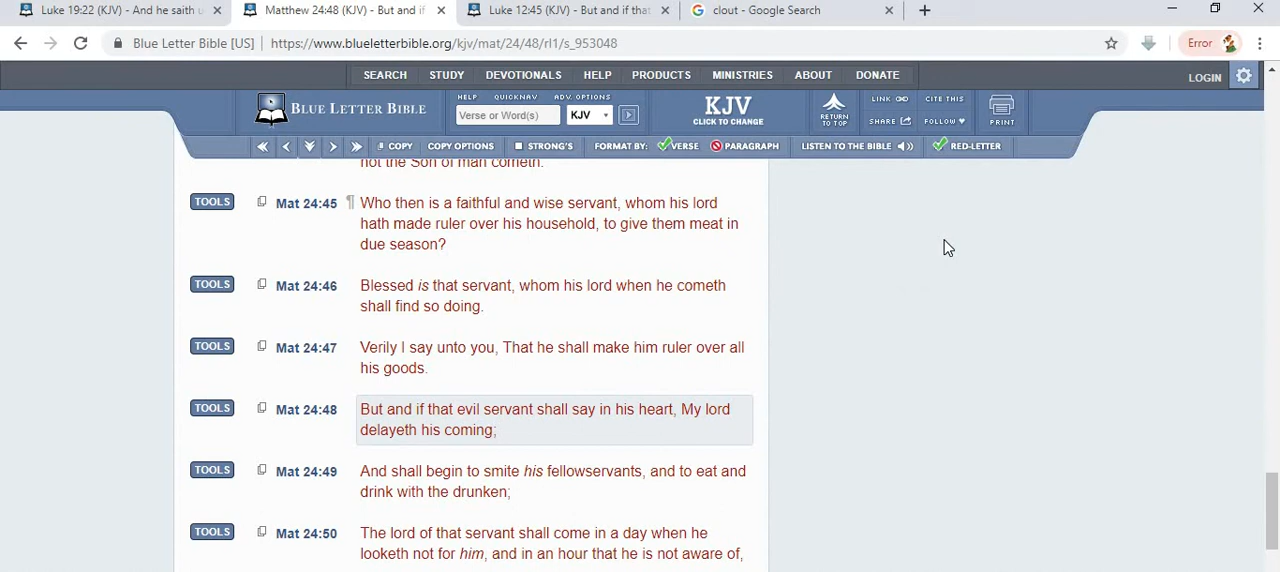 Luke 19:22 (KJV) - And he saith u
Matthew 24:48 (KJV) - But and if
Luke 12:45 (KJV) - But and if that
clout - Google Search
Blue Letter Bible [US] | https://www.blueletterbible.org/kjv/mat/24/48/rl1/s_953048
Error
SEARCH STUDY DEVOTIONALS HELP PRODUCTS MINISTRIES ABOUT DONATE
LOGIN
BLUE LETTER BIBLE
HELP QUICKNAV ADV. OPTIONS
Verse or Word(s) KJV
KJV
CLICK TO CHANGE
RETURN
TO TOP
LINK CITE THIS
SHARE FOLLOW
PRINT
COPY COPY OPTIONS STRONG'S FORMAT BY: VERSE PARAGRAPH LISTEN TO THE BIBLE RED-LETTER
not the Son of man cometh.
TOOLS Mat 24:45 ¶ Who then is a faithful and wise servant, whom his lord
hath made ruler over his household, to give them meat in
due season?
TOOLS Mat 24:46 Blessed is that servant, whom his lord when he cometh
shall find so doing.
TOOLS Mat 24:47 Verily I say unto you, That he shall make him ruler over all
his goods.
TOOLS Mat 24:48 But and if that evil servant shall say in his heart, My lord
delayeth his coming;
TOOLS Mat 24:49 And shall begin to smite his fellowservants, and to eat and
drink with the drunken;
TOOLS Mat 24:50 The lord of that servant shall come in a day when he
looketh not for him, and in an hour that he is not aware of,